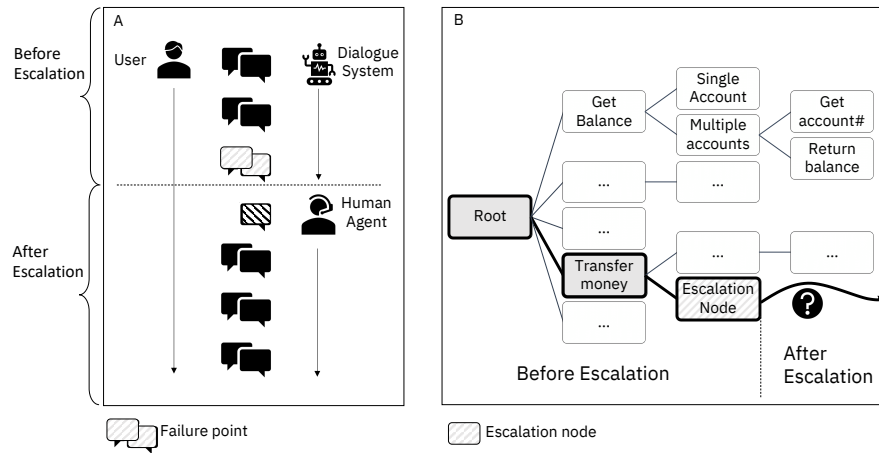 A
Before
Escalation
User
Dialogue
System
Human
Agent
After
Escalation
Failure point
B
Root
Get
Balance
Single
Account
Multiple
accounts
Get
account#
Return
balance
...
...
...
Transfer
money
...
...
Escalation
Node
?
...
Before Escalation
After
Escalation
Escalation node